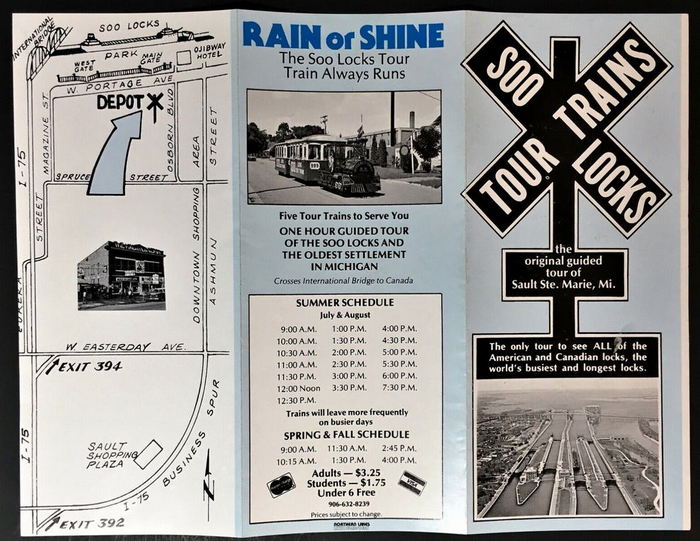 INTERNATIONAL
BRIDGE
SOO LOCKS
PARK
WEST
GATE
MAIN
GATE
OJIBWAY
HOTEL
W. PORTAGE AVE
DEPOT
I-75
MAGAZINE ST
OSBORN BLVD
AREA
STREET
SPRUCE STREET
STREET
EUREKA
DOWNTOWN SHOPPING
ASHMUN
W. EASTERDAY AVE.
EXIT 394
I-75
SAULT
SHOPPING
PLAZA
I-75 BUSINESS SPUR
N
EXIT 392
RAIN or SHINE
The Soo Locks Tour
Train Always Runs
Five Tour Trains to Serve You
ONE HOUR GUIDED TOUR
OF THE SOO LOCKS AND
THE OLDEST SETTLEMENT
IN MICHIGAN
Crosses International Bridge to Canada
SUMMER SCHEDULE
July & August
9:00 A.M. 1:00 P.M. 4:00 P.M.
10:00 A.M. 1:30 P.M. 4:30 P.M.
10:30 A.M. 2:00 P.M. 5:00 P.M.
11:00 A.M. 2:30 P.M. 5:30 P.M.
11:30 P.M. 3:00 P.M. 6:00 P.M.
12:00 Noon 3:30 P.M. 7:30 P.M.
12:30 P.M.
Trains will leave more frequently
on busier days
SPRING & FALL SCHEDULE
9:00 A.M. 11:30 A.M. 2:45 P.M.
10:15 A.M. 1:30 P.M. 4:00 P.M.
Adults — $3.25
Students — $1.75
Under 6 Free
906-632-8239
VISA
Prices subject to change.
SOO TRAINS
TOUR LOCKS
the
original guided
tour of
Sault Ste. Marie, Mi.
The only tour to see ALL of the
American and Canadian locks, the
world's busiest and longest locks.